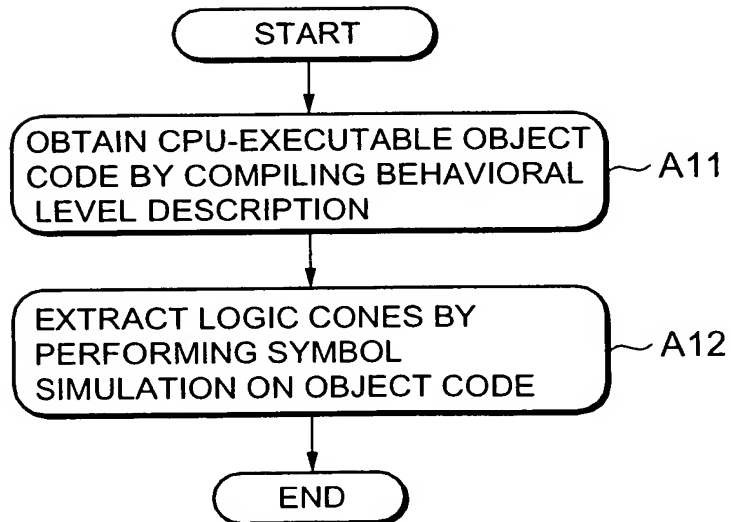 START
OBTAIN CPU-EXECUTABLE OBJECT
CODE BY COMPILING BEHAVIORAL
LEVEL DESCRIPTION
A11
EXTRACT LOGIC CONES BY
PERFORMING SYMBOL
SIMULATION ON OBJECT CODE
A12
END